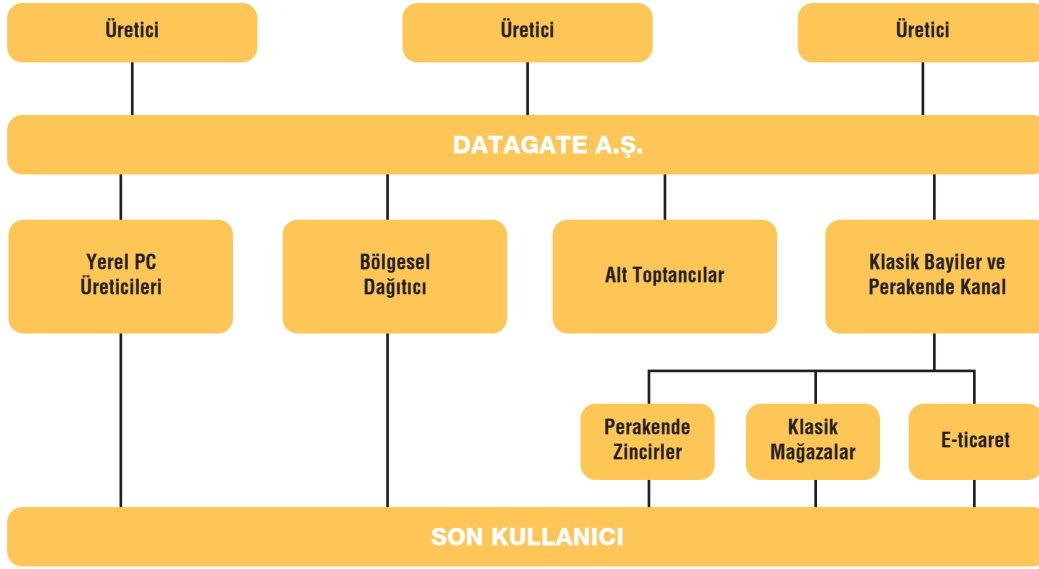 Üretici
Üretici
Üretici
DATAGATE A.Ş.
Yerel PC
Üreticileri
Bölgesel
Dağıtıcı
Alt Toptancılar
Klasik Bayiler ve
Perakende Kanal
Perakende
Zincirler
Klasik
Mağazalar
E-ticaret
SON KULLANICI